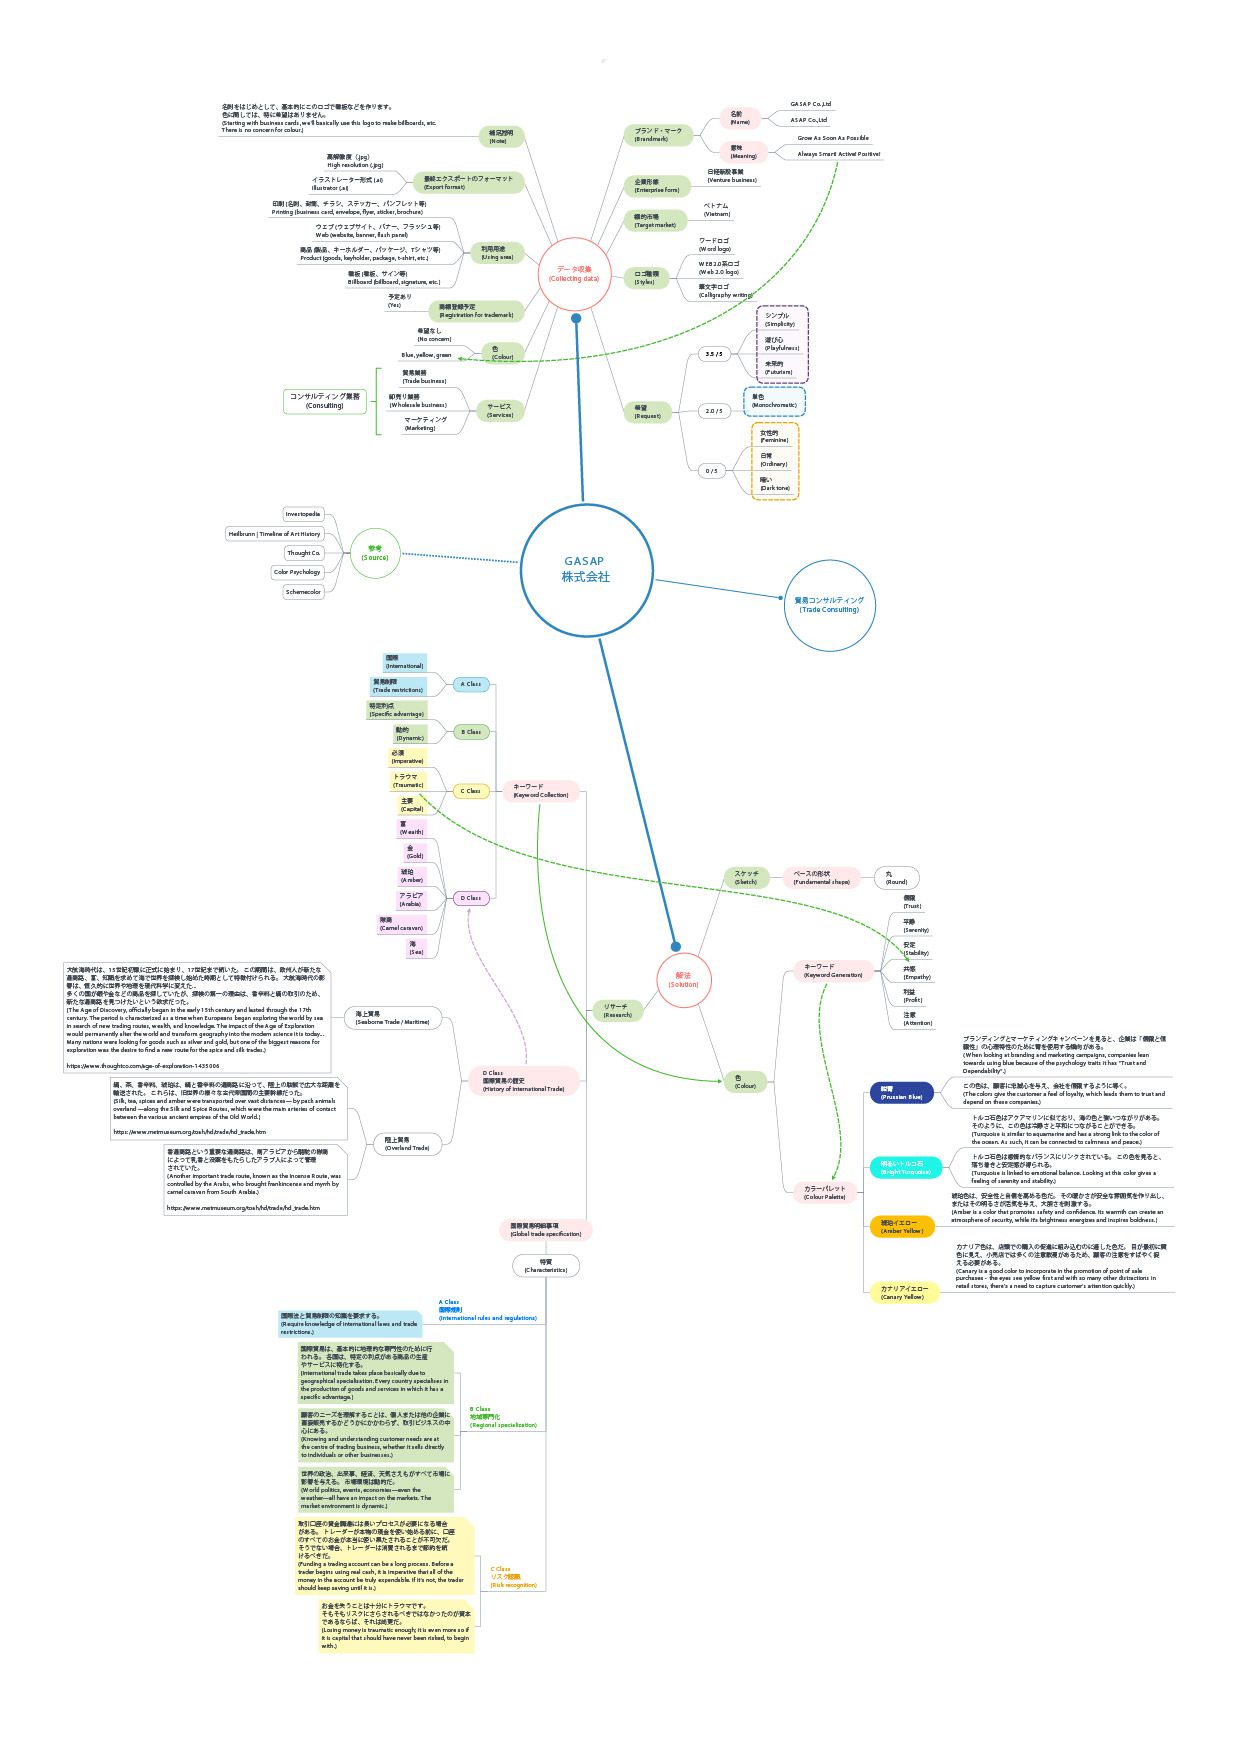 名刺をはじめとして、基本的にこのロゴで看板などを作ります。
色に関しては、特に希望はありません。
(Starting with business cards, we'll basically use this logo to make billboards, etc.
There is no concern for colour.)
補足説明
(Note)
高解像度 (.jpg)
High resolution (.jpg)
イラストレーター形式 (.ai)
Illustrator (.ai)
最終エクスポートのフォーマット
(Export format)
印刷 (名刺、封筒、チラシ、ステッカー、パンフレット等)
Printing (business card, envelope, flyer, sticker, brochure)
ウェブ (ウェブサイト、バナー、フラッシュ等)
Web (website, banner, flash panel)
商品 (製品、キーホルダー、パッケージ、Tシャツ等)
Product (goods, keyholder, package, t-shirt, etc.)
看板 (看板、サイン等)
Billboard (billboard, signature, etc.)
利用用途
(Using area)
予定あり
(Yes)
商標登録予定
(Registration for trademark)
希望なし
(No concern)
Blue, yellow, green
色
(Colour)
貿易業務
(Trade business)
卸売り業務
(Wholesale business)
マーケティング
(Marketing)
サービス
(Services)
コンサルティング業務
(Consulting)
データ収集
(Collecting data)
ブランド・マーク
(Brandmark)
名前
(Name)
GASAP Co.,Ltd
ASAP Co.,Ltd
意味
(Meaning)
Grow As Soon As Possible
Always Smart! Active! Positive!
企業形態
(Enterprise form)
日経新設事業
(Venture business)
標的市場
(Target market)
ベトナム
(Vietnam)
ロゴ種類
(Styles)
ワードロゴ
(Word logo)
WEB2.0系ロゴ
(Web 2.0 logo)
筆文字ロゴ
(Calligraphy writing)
希望
(Request)
3.5 / 5
シンプル
(Simplicity)
遊び心
(Playfulness)
未来的
(Futurism)
2.0 / 5
単色
(Monochromatic)
0 / 5
女性的
(Feminine)
日常
(Ordinary)
暗い
(Dark tone)
Investopedia
Heilbrunn | Timeline of Art History
Thought Co.
Color Psychology
Schemecolor
参考
(Source)
GASAP
株式会社
貿易コンサルティング
(Trade Consulting)
国際
(International)
貿易制限
(Trade restrictions)
A Class
特定利点
(Specific advantage)
動的
(Dynamic)
B Class
必須
(Imperative)
トラウマ
(Traumatic)
主要
(Capital)
C Class
富
(Wealth)
金
(Gold)
琥珀
(Amber)
アラビア
(Arabia)
隊商
(Camel caravan)
海
(Sea)
D Class
キーワード
(Keyword Collection)
大航海時代は、15世紀初頭に正式に始まり、17世紀まで続いた。 この期間は、欧州人が新たな
通商路、富、知識を求めて海で世界を探検し始めた時期として特徴付けられる。 大航海時代の影
響は、恒久的に世界や地理を現代科学に変えた...
多くの国が銀や金などの商品を探していたが、探検の第一の理由は、香辛料と絹の取引のため、
新たな通商路を見つけたいという欲求だった。
(The Age of Discovery, officially began in the early 15th century and lasted through the 17th
century. The period is characterized as a time when Europeans began exploring the world by sea
in search of new trading routes, wealth, and knowledge. The impact of the Age of Exploration
would permanently alter the world and transform geography into the modern science it is today...
Many nations were looking for goods such as silver and gold, but one of the biggest reasons for
exploration was the desire to find a new route for the spice and silk trades.)
https://www.thoughtco.com/age-of-exploration-1435006
海上貿易
(Seaborne Trade / Maritime)
絹、茶、香辛料、琥珀は、絹と香辛料の通商路に沿って、陸上の駄獣で広大な距離を
輸送された。 これらは、旧世界の様々な古代帝国間の主要幹線だった。
(Silk, tea, spices and amber were transported over vast distances— by pack animals
overland —along the Silk and Spice Routes, which were the main arteries of contact
between the various ancient empires of the Old World.)
https://www.metmuseum.org/toah/hd/trade/hd_trade.htm
香通商路という重要な通商路は、南アラビアから駱駝の隊商
によって乳香と没薬をもたらしたアラブ人によって管理
されていた。
(Another important trade route, known as the Incense Route, was
controlled by the Arabs, who brought frankincense and myrrh by
camel caravan from South Arabia.)
https://www.metmuseum.org/toah/hd/trade/hd_trade.htm
陸上貿易
(Overland Trade)
D Class
国際貿易の歴史
(History of International Trade)
リサーチ
(Research)
解法
(Solution)
スケッチ
(Sketch)
ベースの形状
(Fundamental shape)
丸
(Round)
キーワード
(Keyword Generation)
信頼
(Trust)
平静
(Serenity)
安定
(Stability)
共感
(Empathy)
利益
(Profit)
注意
(Attention)
色
(Colour)
カラーパレット
(Colour Palette)
紺青
(Prussian Blue)
ブランディングとマーケティングキャンペーンを見ると、企業は「信頼と信
頼性」の心理特性のために青を使用する傾向がある。
(When looking at branding and marketing campaigns, companies lean
towards using blue because of the psychology traits it has "Trust and
Dependability".)
この色は、顧客に忠誠心を与え、会社を信頼するように導く。
(The colors give the customer a feel of loyalty, which leads them to trust and
depend on these companies.)
明るいトルコ石
(Bright Turquoise)
トルコ石色はアクアマリンに似ており、海の色と強いつながりがある。
そのように、この色は冷静さと平和につながることができる。
(Turquoise is similar to aquamarine and has a strong link to the color of
the ocean. As such, it can be connected to calmness and peace.)
トルコ石色は感情的なバランスにリンクされている。 この色を見ると、
落ち着きと安定感が得られる。
(Turquoise is linked to emotional balance. Looking at this color gives a
feeling of serenity and stability.)
琥珀イエロー
(Amber Yellow)
琥珀色は、安全性と自信を高める色だ。 その暖かさが安全な雰囲気を作り出し、
またはその明るさが活気を与え、大胆さを刺激する。
(Amber is a color that promotes safety and confidence. Its warmth can create an
atmosphere of security, while it's brightness energizes and inspires boldness.)
カナリアイエロー
(Canary Yellow)
カナリア色は、店頭での購入の促進に組み込むのに適した色だ。 目が最初に黄
色に見え、小売店では多くの注意散漫があるため、顧客の注意をすばやく捉
える必要がある。
(Canary is a good color to incorporate in the promotion of point of sale
purchases - the eyes see yellow first and with so many other distractions in
retail stores, there's a need to capture customer's attention quickly.)
国際貿易明細事項
(Global trade specification)
特質
(Characteristics)
A Class
国際規則
(International rules and regulations)
国際法と貿易制限の知識を要求する。
(Require knowledge of international laws and trade
restrictions.)
国際貿易は、基本的に地理的な専門性のために行
われる。 各国は、特定の利点がある商品の生産
やサービスに特化する。
(International trade takes place basically due to
geographical specialisation. Every country specialises in
the production of goods and services in which it has a
specific advantage.)
顧客のニーズを理解することは、個人または他の企業に
直接販売するかどうかにかかわらず、取引ビジネスの中
心にある。
(Knowing and understanding customer needs are at
the centre of trading business, whether it sells directly
to individuals or other businesses.)
世界の政治、出来事、経済、天気さえもがすべて市場に
影響を与える。 市場環境は動的だ。
(World politics, events, economies—even the
weather—all have an impact on the markets. The
market environment is dynamic.)
B Class
地域専門化
(Regional specialization)
取引口座の資金調達には長いプロセスが必要になる場合
がある。 トレーダーが本物の現金を使い始める前に、口座
のすべてのお金が本当に使い果たされることが不可欠だ。
そうでない場合、トレーダーは消費されるまで節約を続
けるべきだ。
(Funding a trading account can be a long process. Before a
trader begins using real cash, it is imperative that all of the
money in the account be truly expendable. If it's not, the trader
should keep saving until it is.)
お金を失うことは十分にトラウマです。
そもそもリスクにさらされるべきではなかったのが資本
であるならば、それは尚更だ。
(Losing money is traumatic enough; it is even more so if
it is capital that should have never been risked, to begin
with.)
C Class
リスク認識
(Risk recognition)